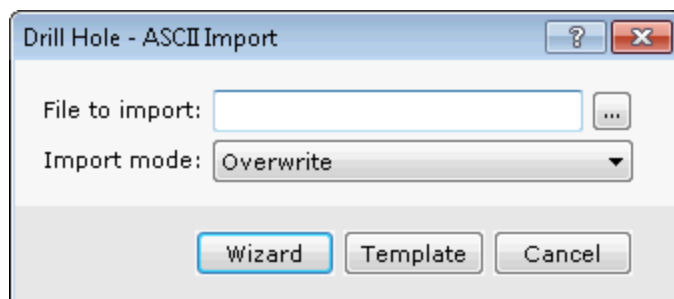 Drill Hole - ASCII Import
?
File to import:
...
Import mode: Overwrite
Wizard Template Cancel